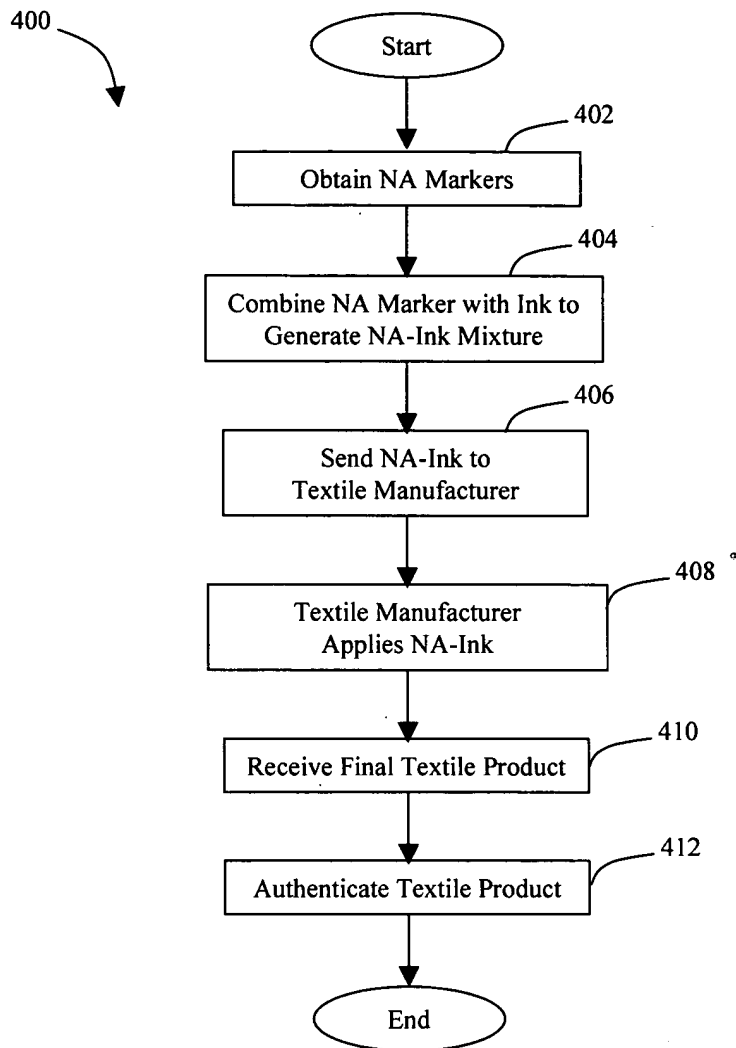 400
Start
402
Obtain NA Markers
404
Combine NA Marker with Ink to
Generate NA-Ink Mixture
406
Send NA-Ink to
Textile Manufacturer
408
Textile Manufacturer
Applies NA-Ink
410
Receive Final Textile Product
412
Authenticate Textile Product
End